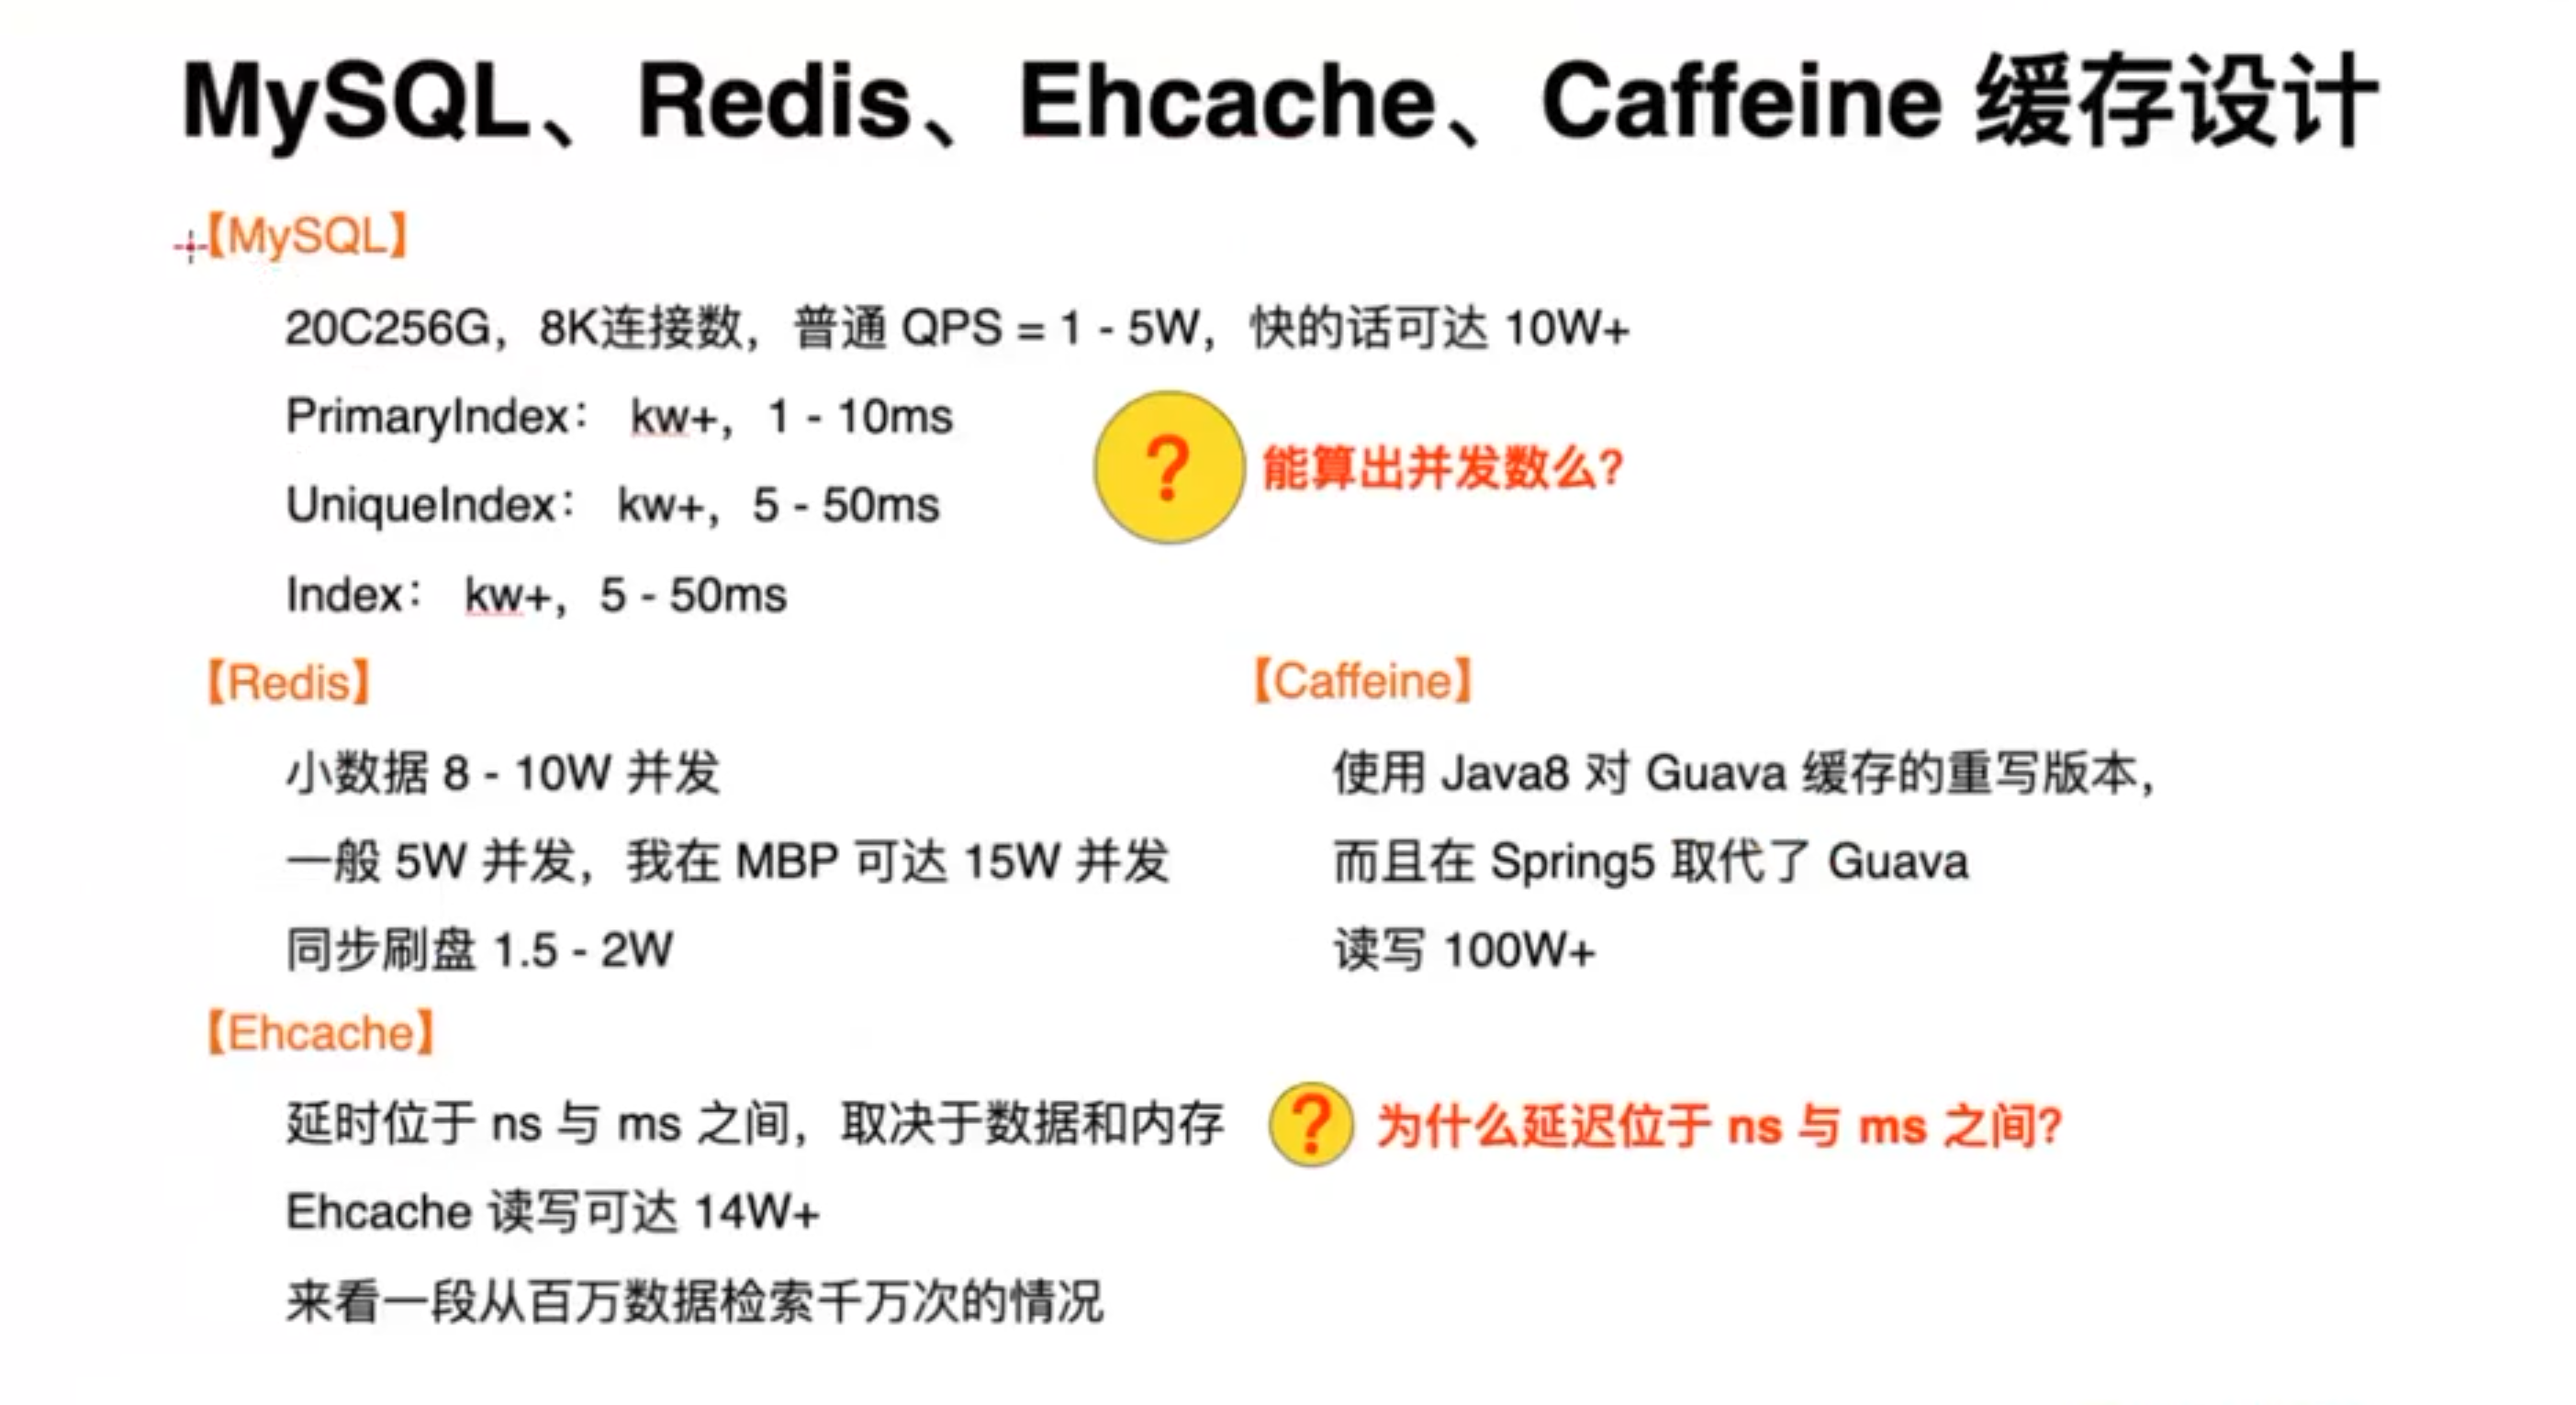 MySQL、Redis、Ehcache、Caffeine 缓存设计
【MySQL】
20C256G，8K连接数，普通 QPS = 1 - 5W，快的话可达 10W+
PrimaryIndex： kw+，1 - 10ms
? 能算出并发数么?
UniqueIndex： kw+，5 - 50ms
Index： kw+，5 - 50ms
【Redis】
小数据 8 - 10W 并发
一般 5W 并发，我在 MBP 可达 15W 并发
同步刷盘 1.5 - 2W
【Caffeine】
使用 Java8 对 Guava 缓存的重写版本，
而且在 Spring5 取代了 Guava
读写 100W+
【Ehcache】
延时位于 ns 与 ms 之间，取决于数据和内存
? 为什么延迟位于 ns 与 ms 之间?
Ehcache 读写可达 14W+
来看一段从百万数据检索千万次的情况